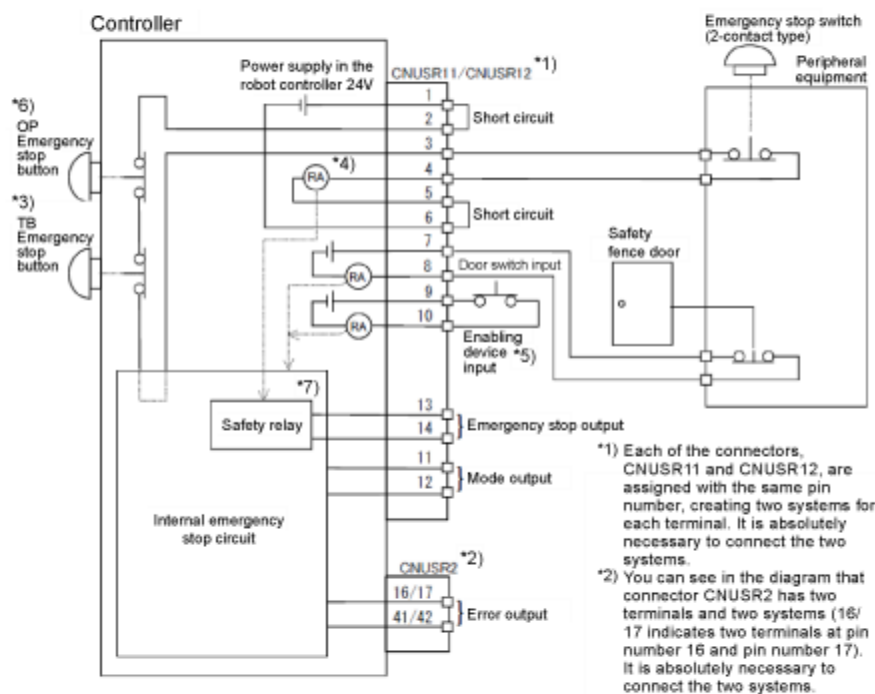 Controller
Emergency stop switch
(2-contact type)
Peripheral
equipment
Power supply in the
robot controller 24V
CNUSR11/CNUSR12 *1)
1
2
Short circuit
3
*6)
OP
Emergency
stop
button
*4)
RA
4
5
6
Short circuit
*3)
TB
Emergency
stop
button
7
8
Door switch input
RA
Safety
fence door
9
10
RA
Enabling
device *5)
input
*7)
Safety relay
13
14
Emergency stop output
11
12
Mode output
Internal emergency
stop circuit
CNUSR2 *2)
16/17
41/42
Error output
*1) Each of the connectors,
CNUSR11 and CNUSR12, are
assigned with the same pin
number, creating two systems for
each terminal. It is absolutely
necessary to connect the two
systems.
*2) You can see in the diagram that
connector CNUSR2 has two
terminals and two systems (16/
17 indicates two terminals at pin
number 16 and pin number 17).
It is absolutely necessary to
connect the two systems.